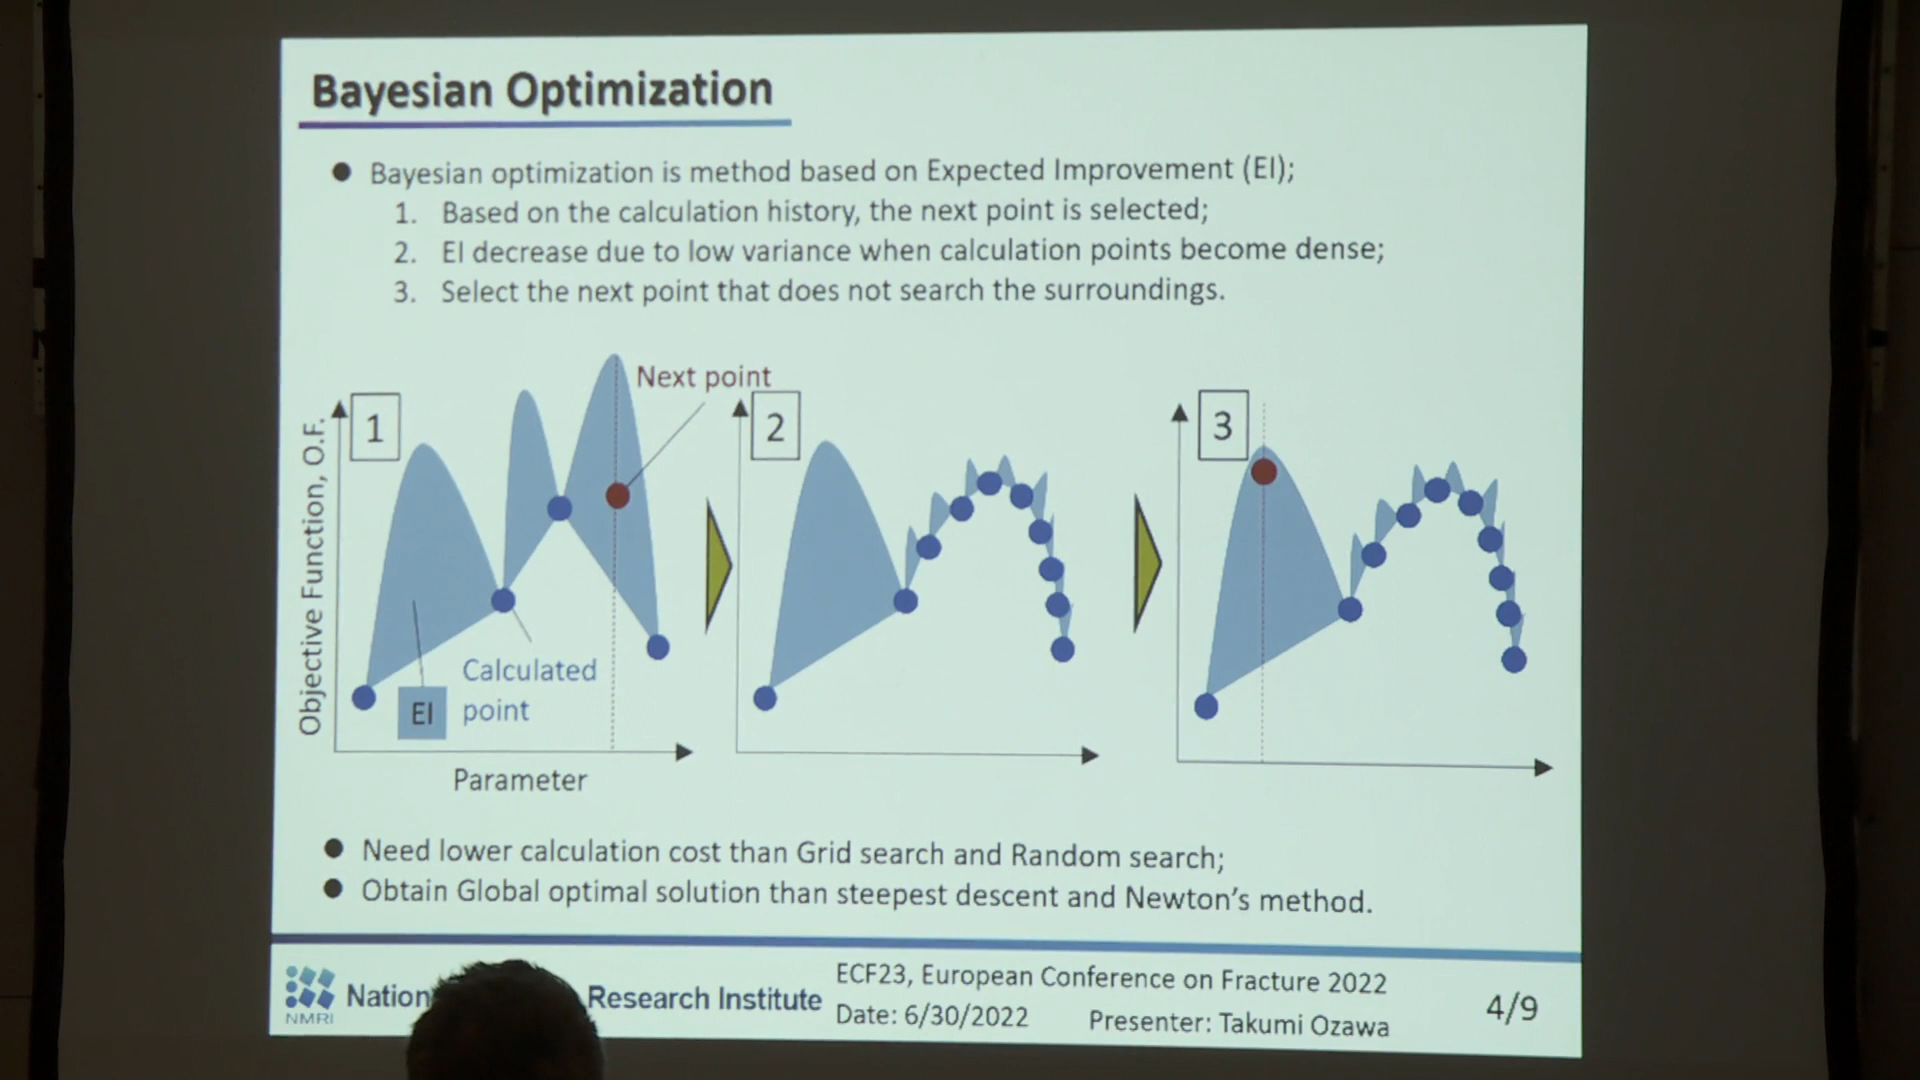 Bayesian Optimization
● Bayesian optimization is method based on Expected Improvement (EI);
1. Based on the calculation history, the next point is selected;
2. EI decrease due to low variance when calculation points become dense;
3. Select the next point that does not search the surroundings.
Next point
1
2
3
Objective Function, O.F.
Calculated
point
EI
Parameter
● Need lower calculation cost than Grid search and Random search;
● Obtain Global optimal solution than steepest descent and Newton's method.
NMRI
Research Institute
ECF23, European Conference on Fracture 2022
Date: 6/30/2022 Presenter: Takumi Ozawa
4/9